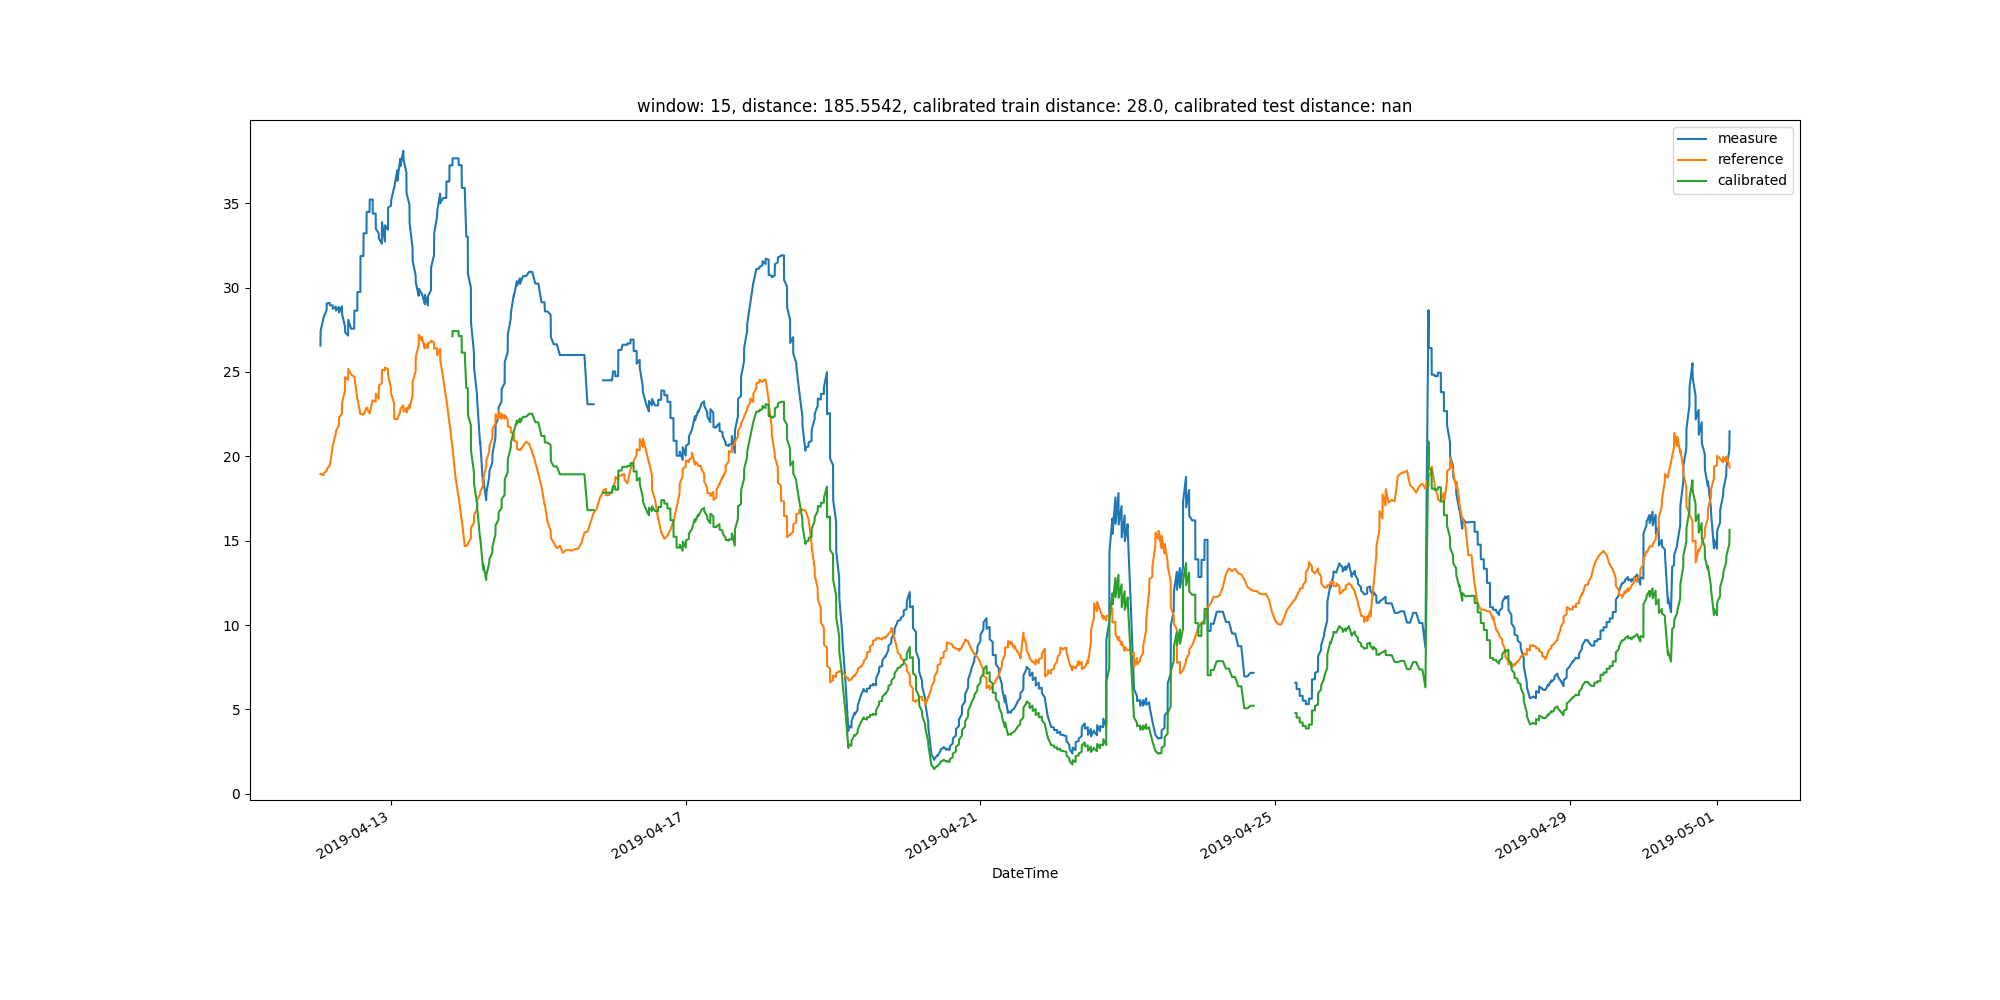 window: 15, distance: 185.5542, calibrated train distance: 28.0, calibrated test distance: nan
measure
reference
calibrated
35
30
25
20
15
10
5
0
2019-04-13
2019-04-17
2019-04-21
2019-04-25
2019-04-29
2019-05-01
DateTime